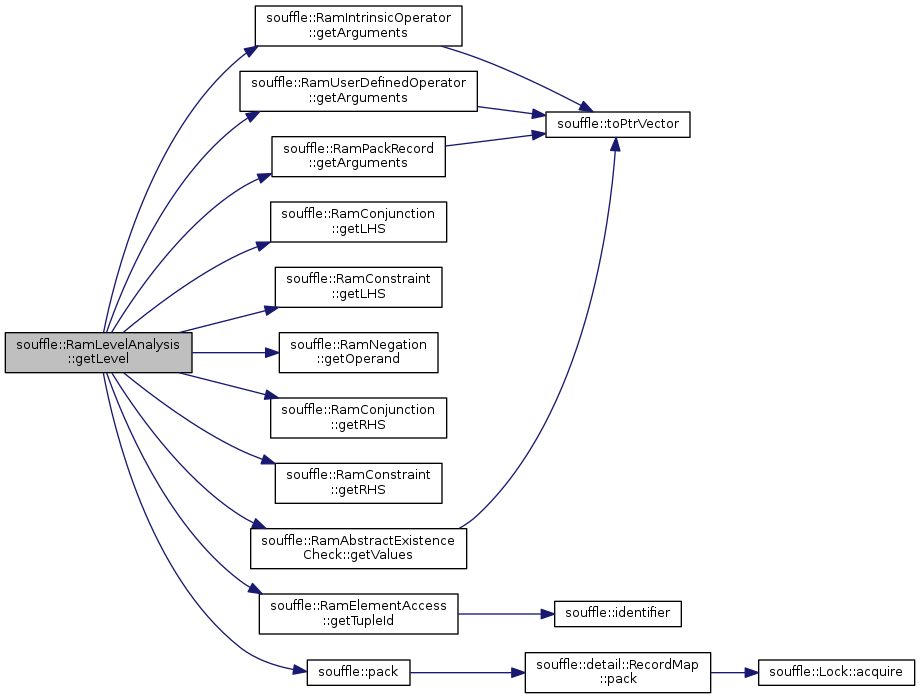 souffle::RamIntrinsicOperator
::getArguments
souffle::RamUserDefinedOperator
::getArguments
souffle::toPtrVector
souffle::RamPackRecord
::getArguments
souffle::RamConjunction
::getLHS
souffle::RamConstraint
::getLHS
souffle::RamLevelAnalysis
::getLevel
souffle::RamNegation
::getOperand
souffle::RamConjunction
::getRHS
souffle::RamConstraint
::getRHS
souffle::RamAbstractExistence
Check::getValues
souffle::RamElementAccess
::getTupleId
souffle::identifier
souffle::pack
souffle::detail::RecordMap
::pack
souffle::Lock::acquire